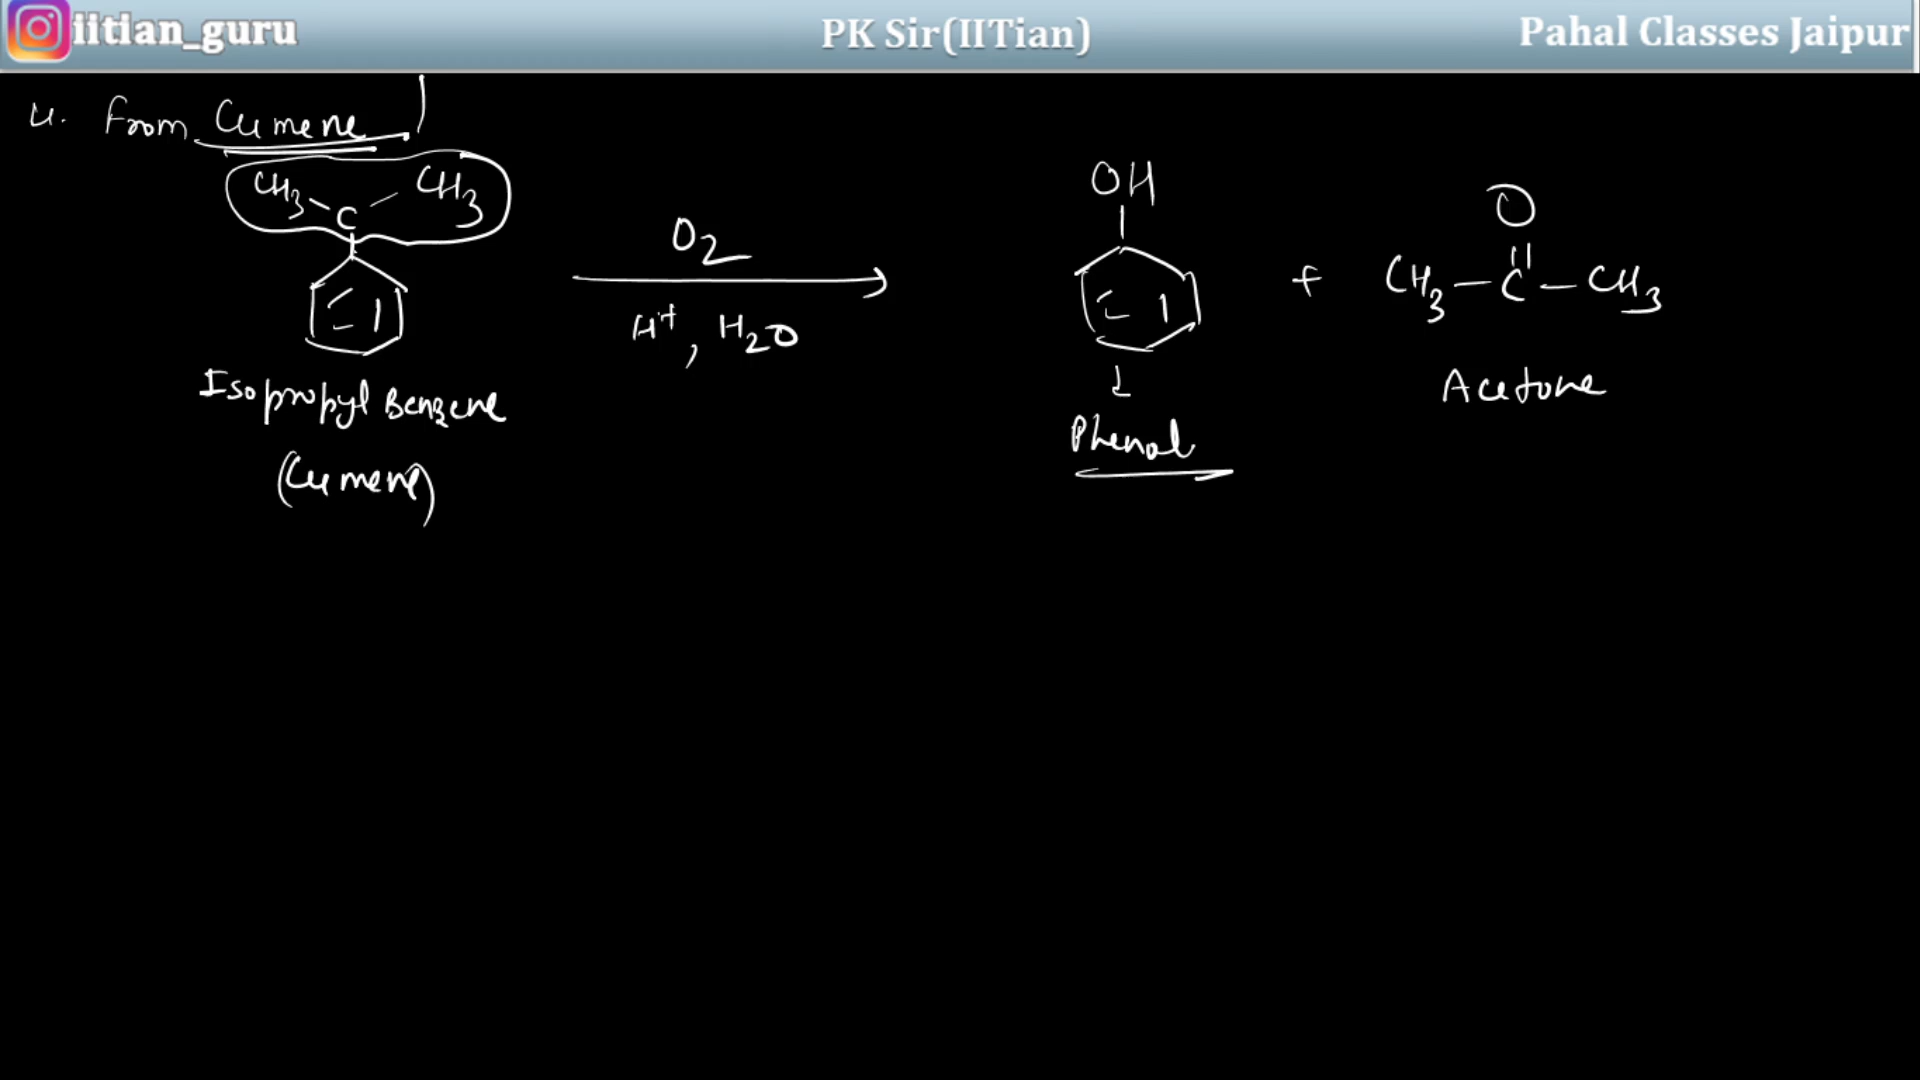 iitian_guru
PK Sir(IITian)
Pahal Classes Jaipur
4. From Cumene
CH3 CH3
C
O2
H+, H2O
OH
+
O
CH3-C-CH3
Isopropyl Benzene
(Cumene)
Phenol
Acetone